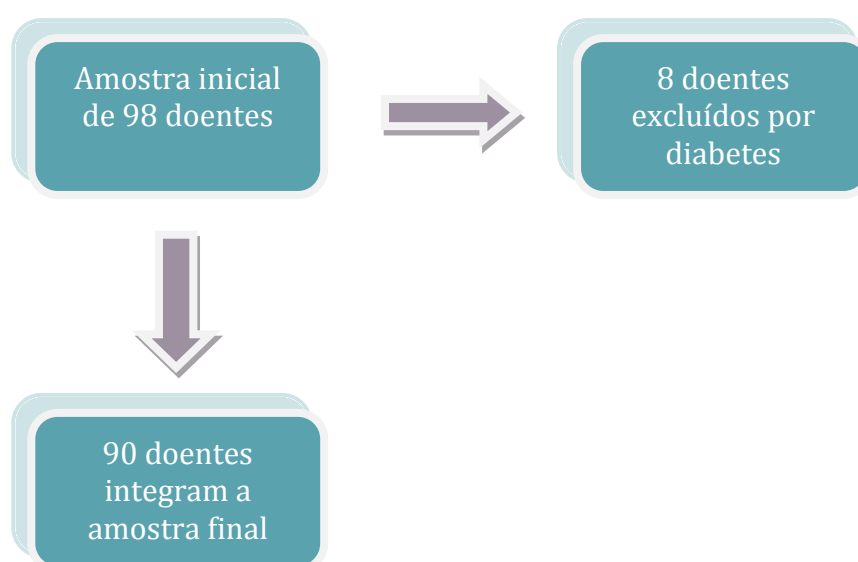 Amostra inicial
de 98 doentes
8 doentes
excluídos por
diabetes
90 doentes
integram a
amostra final